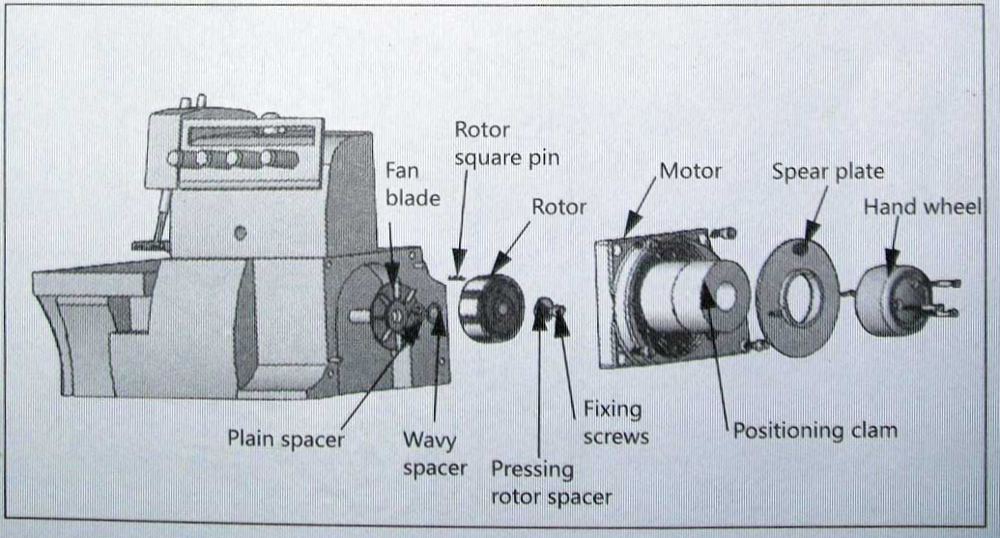 Rotor
square pin
Fan
blade
Rotor
Motor
Spear plate
Hand wheel
Plain spacer
Wavy
spacer
Pressing
rotor spacer
Fixing
screws
Positioning clam